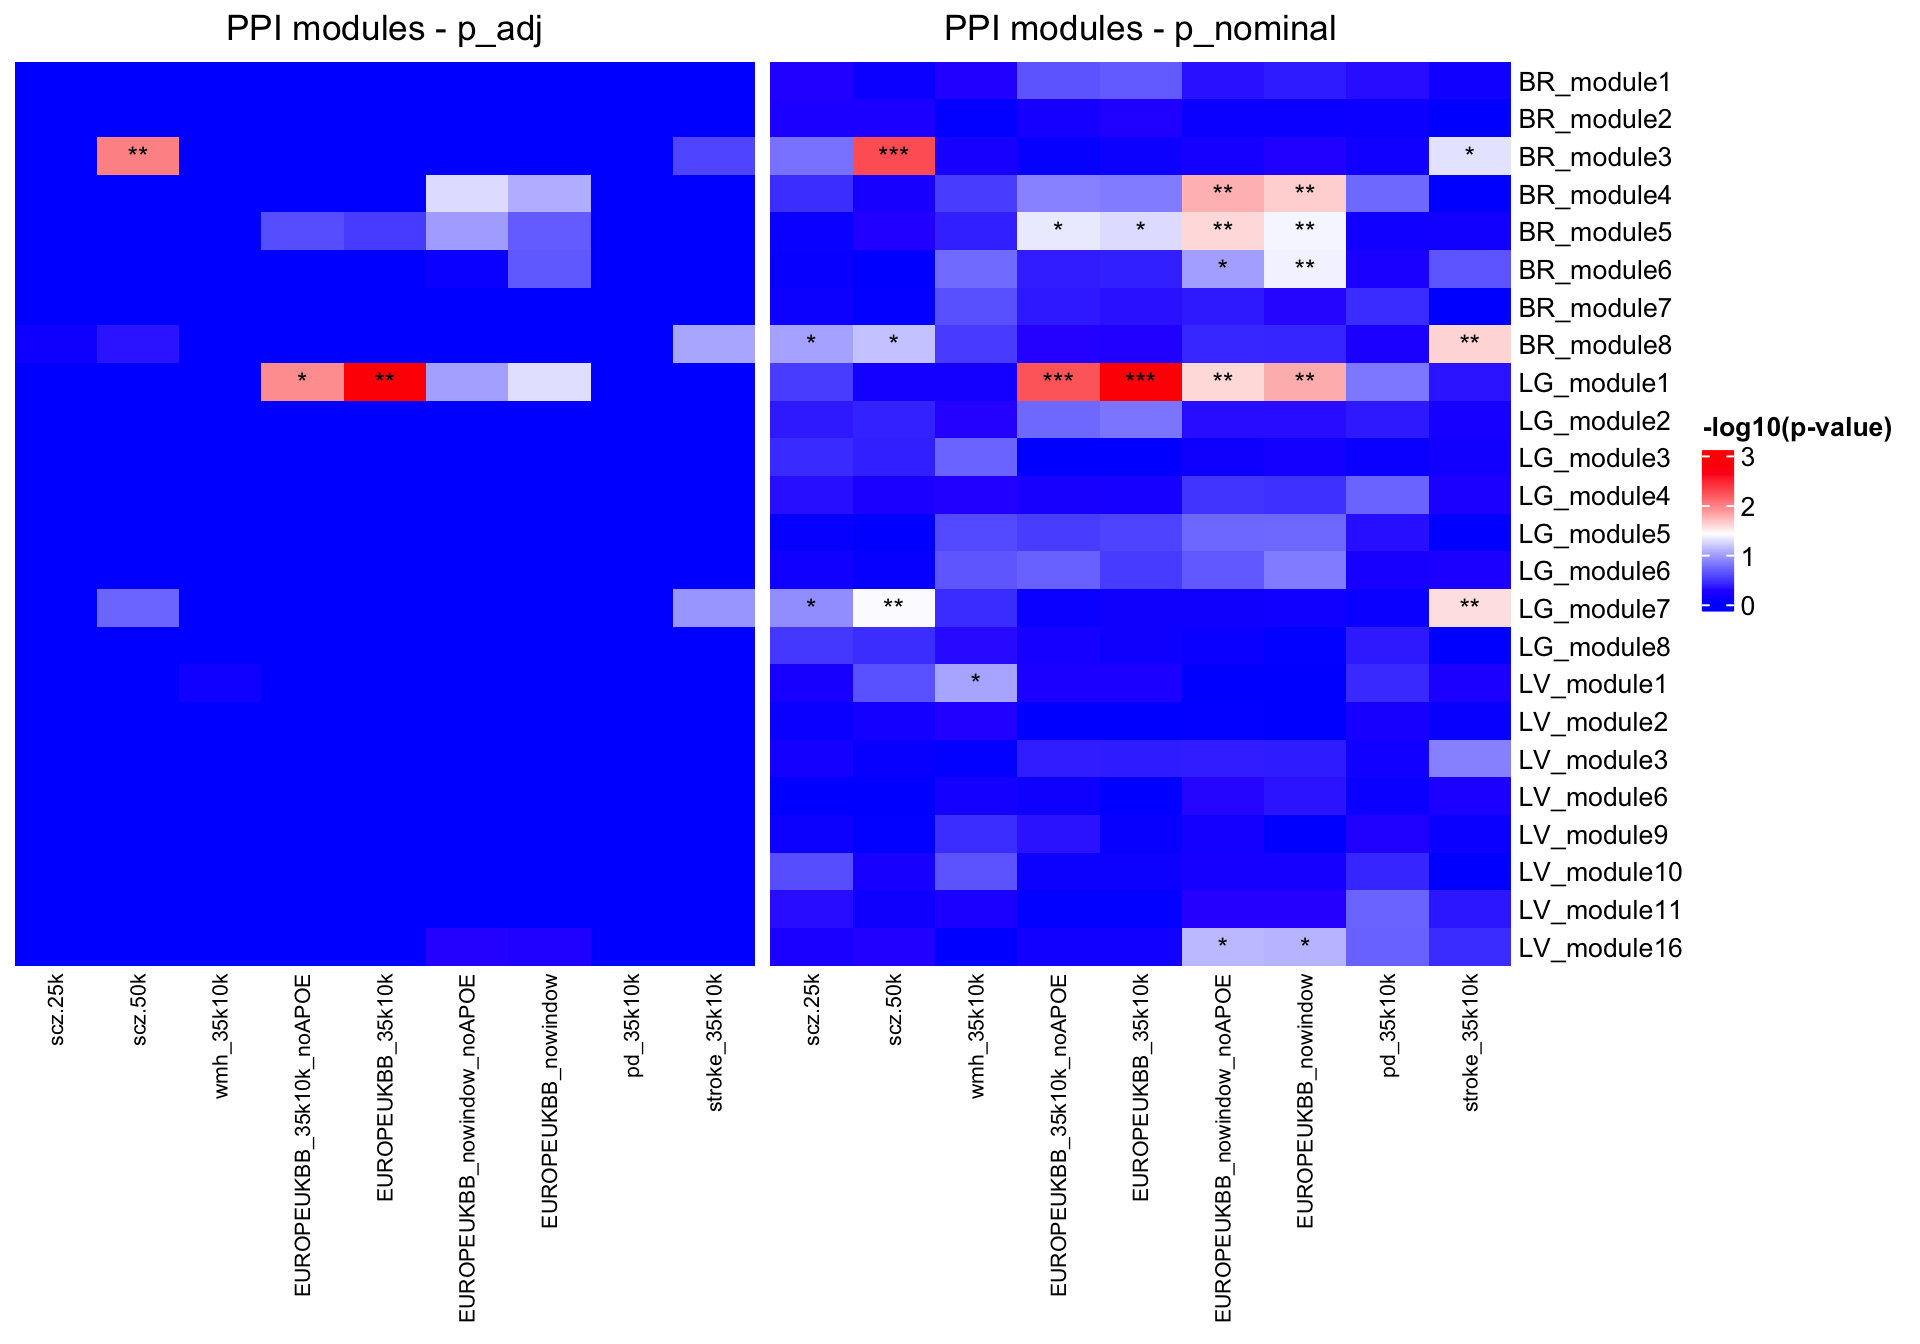 PPI modules - p_adj
PPI modules - p_nominal
BR_module1
BR_module2
** *** * BR_module3
** ** BR_module4
* * ** ** BR_module5
* ** BR_module6
BR_module7
* * ** BR_module8
* ** *** *** ** ** LG_module1
LG_module2
LG_module3
LG_module4
LG_module5
LG_module6
* ** ** LG_module7
LG_module8
* LV_module1
LV_module2
LV_module3
LV_module6
LV_module9
LV_module10
LV_module11
* * LV_module16
-log10(p-value)
3
2
1
0
scz.25k
scz.50k
wmh_35k10k
EUROPEUKBB_35k10k_noAPOE
EUROPEUKBB_35k10k
EUROPEUKBB_nowindow_noAPOE
EUROPEUKBB_nowindow
pd_35k10k
stroke_35k10k
scz.25k
scz.50k
wmh_35k10k
EUROPEUKBB_35k10k_noAPOE
EUROPEUKBB_35k10k
EUROPEUKBB_nowindow_noAPOE
EUROPEUKBB_nowindow
pd_35k10k
stroke_35k10k